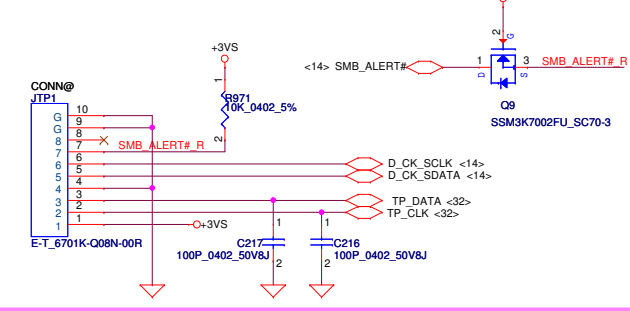 2
G
+3VS
<14> SMB_ALERT#
1
3
SMB_ALERT#_R
D
S
1
CONN@
JTP1
R971
10K_0402_5%
Q9
SSM3K7002FU_SC70-3
G 10
G 9
8 8
7 7
SMB_ALERT#_R
2
6 6
D_CK_SCLK <14>
5 5
D_CK_SDATA <14>
4 4
3 3
TP_DATA <32>
2 2
TP_CLK <32>
1 1
+3VS
1
1
E-T_6701K-Q08N-00R
C217
C216
100P_0402_50V8J
100P_0402_50V8J
2
2